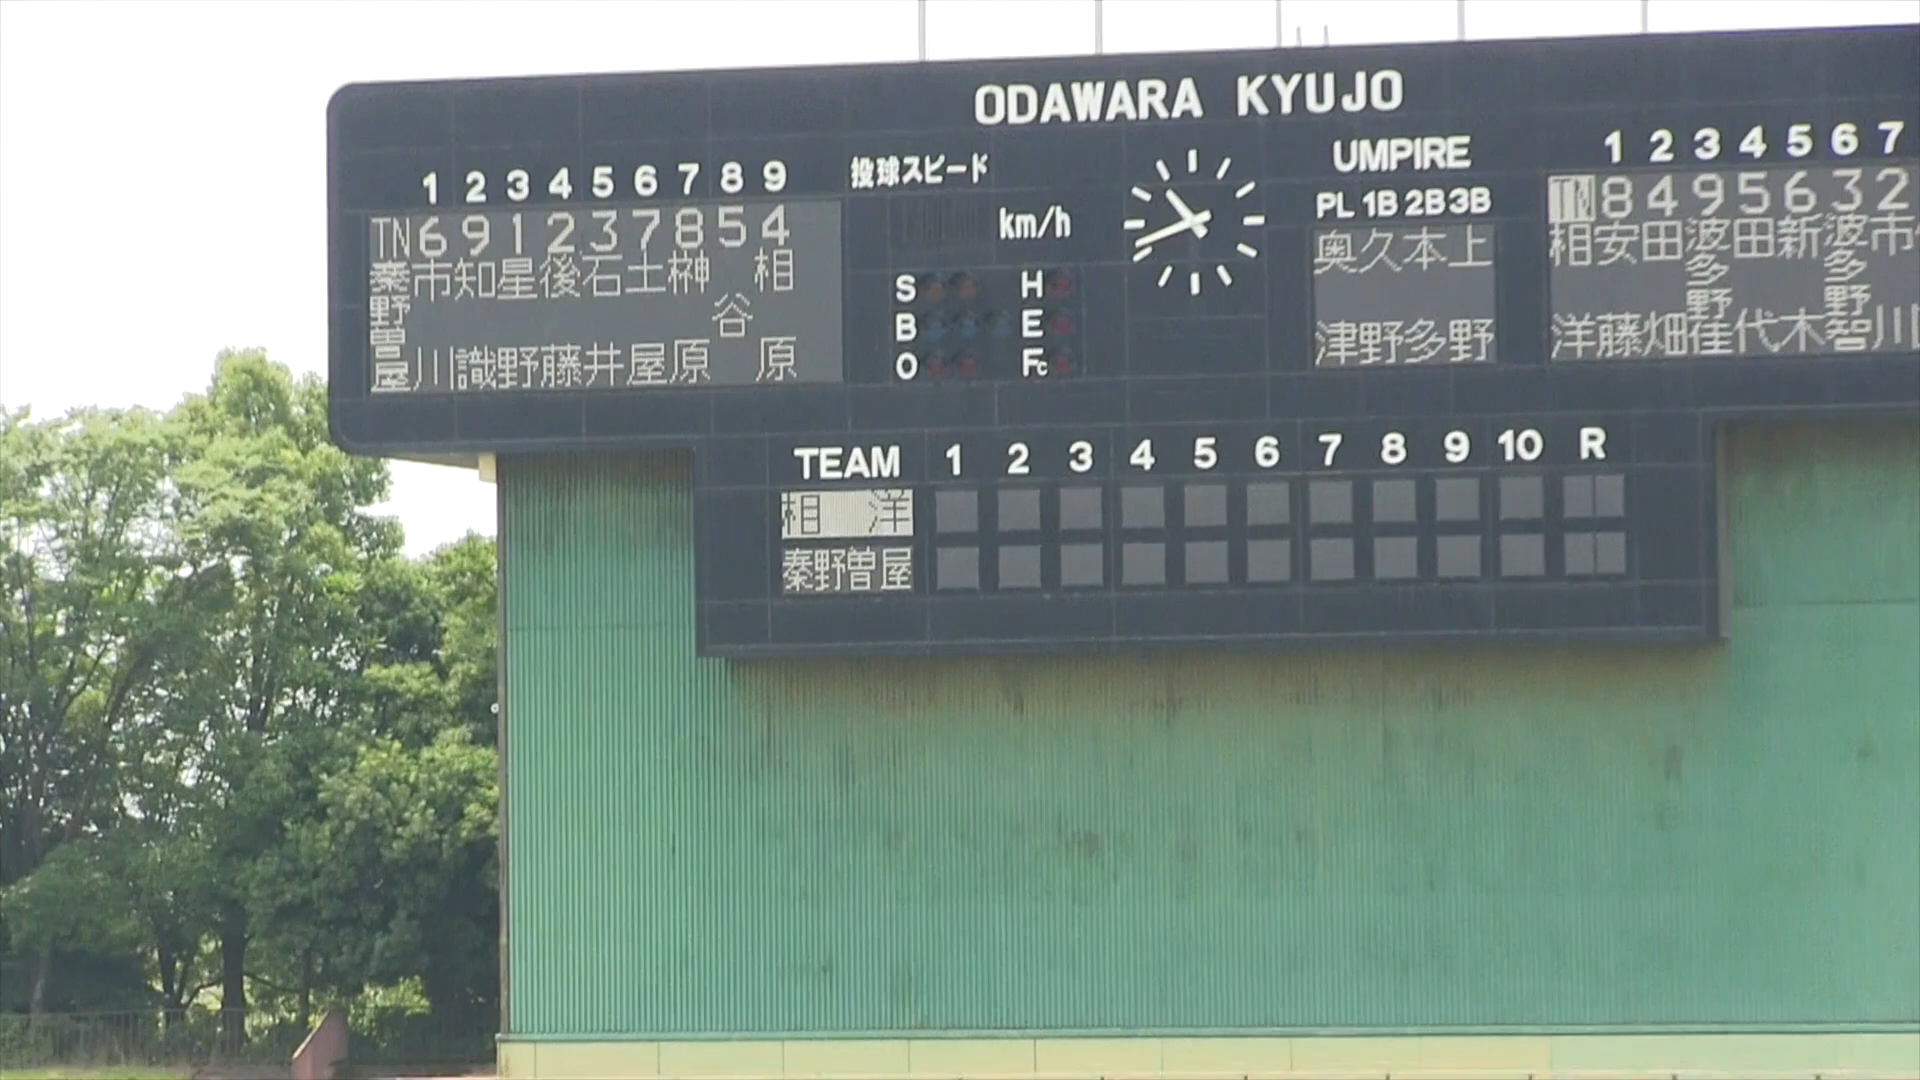 ODAWARA KYUJO
1 2 3 4 5 6 7 8 9
TN 6 9 1 2 3 7 8 5 4
秦野曽屋 市川 知識 星野 後藤 石井 土屋 榊原 谷 相原
投球スピード
km/h
S H
B E
O Fc
UMPIRE
PL 1B 2B 3B
奥津 久野 本多 上野
1 2 3 4 5 6 7
TN 8 4 9 5 6 3 2
相洋 安藤 田畑 波多野佳 田代 新木 波多野智 市川
TEAM 1 2 3 4 5 6 7 8 9 10 R
相 洋
秦野曽屋